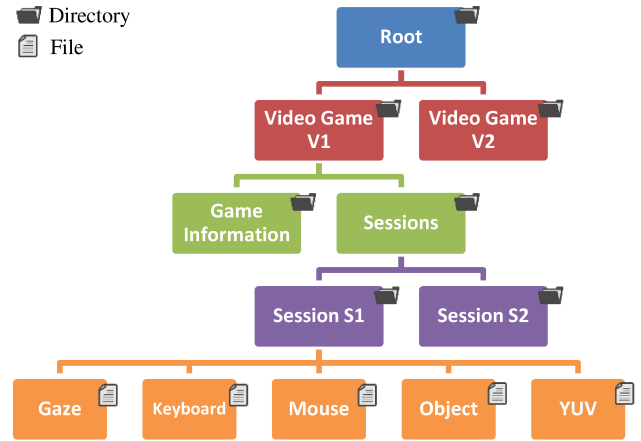 Directory
File
Root
Video Game
V1
Video Game
V2
Game
Information
Sessions
Session S1
Session S2
Gaze
Keyboard
Mouse
Object
YUV